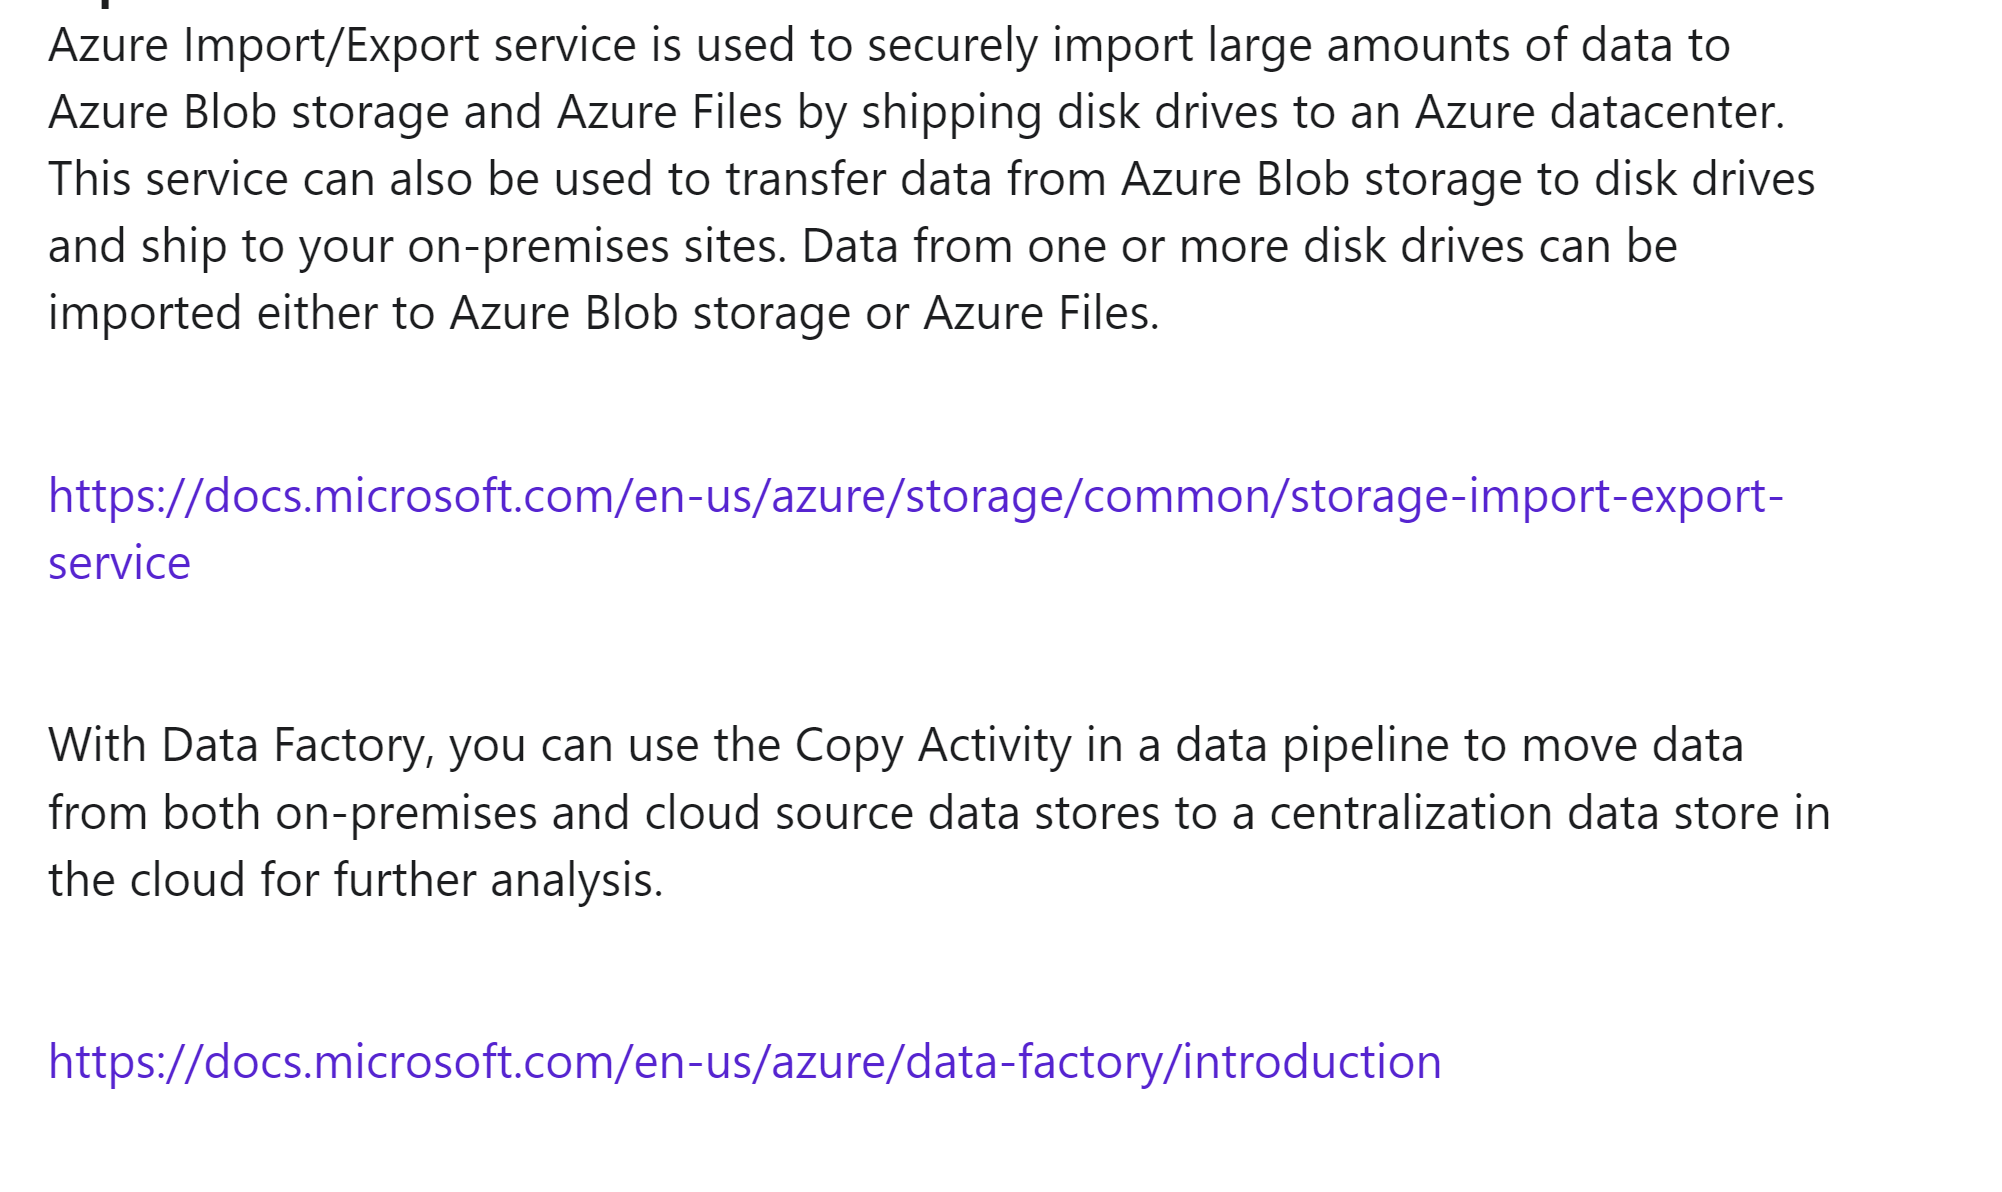 Azure Import/Export service is used to securely import large amounts of data to
Azure Blob storage and Azure Files by shipping disk drives to an Azure datacenter.
This service can also be used to transfer data from Azure Blob storage to disk drives
and ship to your on-premises sites. Data from one or more disk drives can be
imported either to Azure Blob storage or Azure Files.
https://docs.microsoft.com/en-us/azure/storage/common/storage-import-export-
service
With Data Factory, you can use the Copy Activity in a data pipeline to move data
from both on-premises and cloud source data stores to a centralization data store in
the cloud for further analysis.
https://docs.microsoft.com/en-us/azure/data-factory/introduction